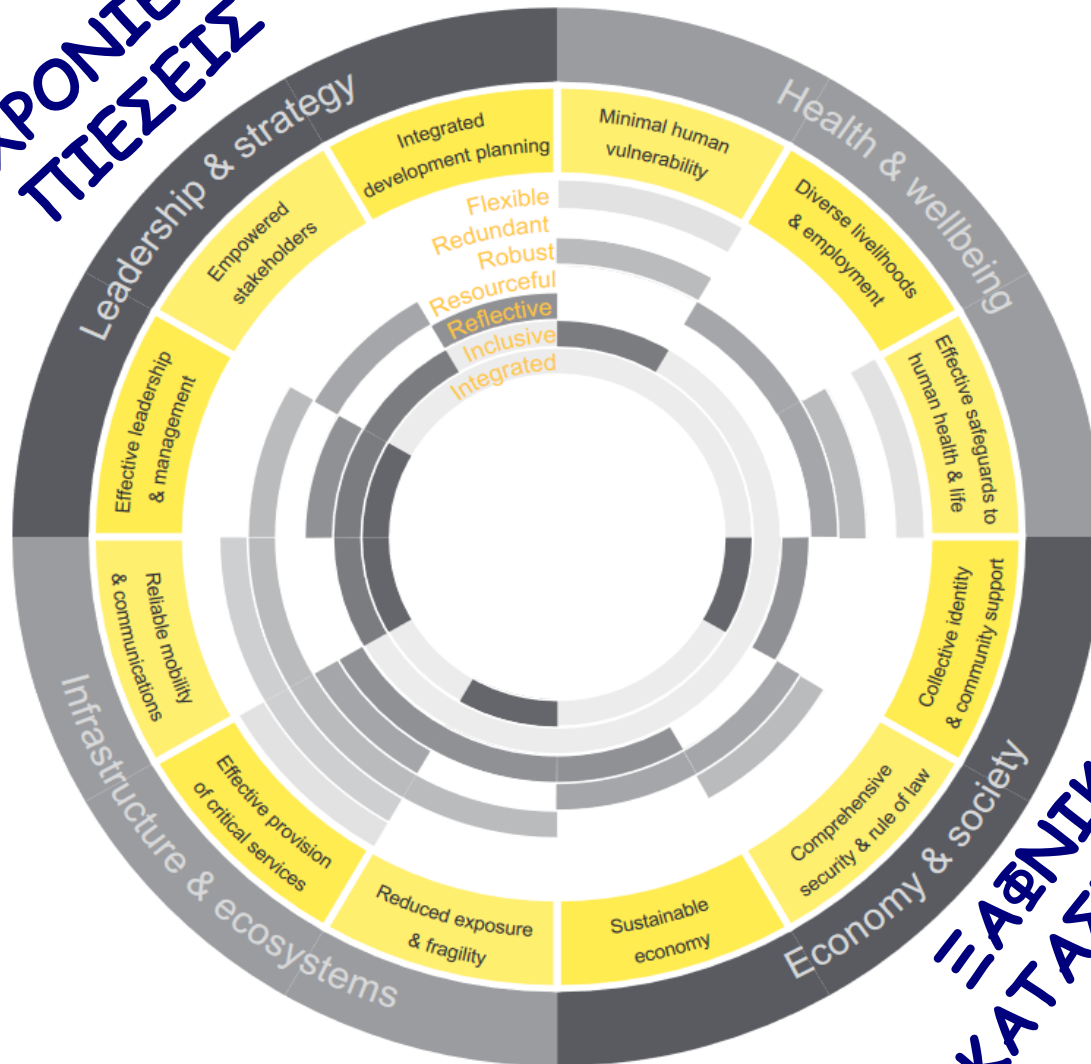 ΠΙΕΣΕΙΣ
Leadership & strategy
Health & wellbeing
Economy & society
Infrastructure & ecosystems
Integrated
development planning
Minimal human
vulnerability
Diverse livelihoods
& employment
Effective safeguards to
human health & life
Collective identity
& community support
Comprehensive
security & rule of law
Sustainable
economy
Reduced exposure
& fragility
Effective provision
of critical services
Reliable mobility
& communications
Effective leadership
& management
Empowered
stakeholders
Flexible
Redundant
Robust
Resourceful
Reflective
Inclusive
Integrated